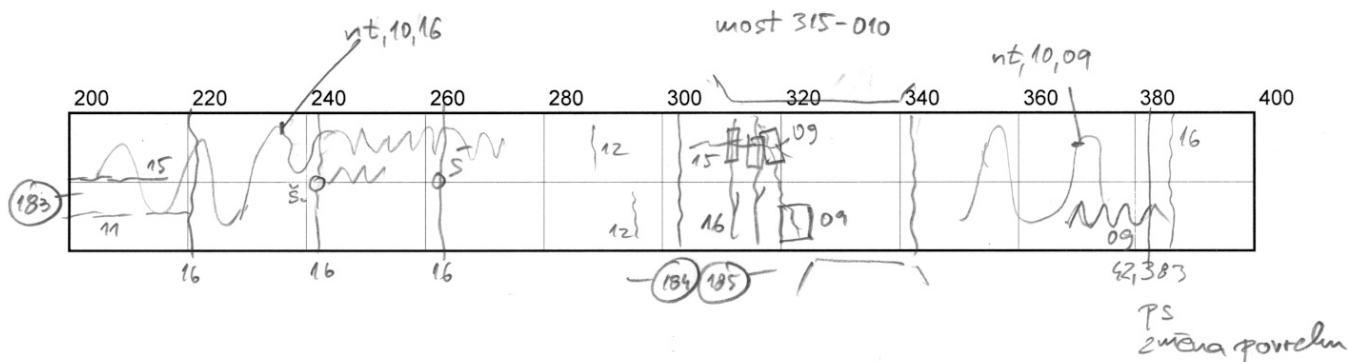 nt,10,16
most 315-010
nt,10,09
200 220 240 260 280 300 320 340 360 380 400
15 š 12 15 09 16
183 š.
11 12 16 09 09
16 16 16 184 185 42,383
PS
změna povrchu